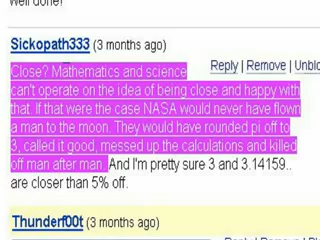 Well done!
Sickopath333 (3 months ago)
Reply | Remove | Unblo
Close? Mathematics and science
can't operate on the idea of being close and happy with
that. If that were the case NASA would never have flown
a man to the moon. They would have rounded pi off to
3, called it good, messed up the calculations and killed
off man after man. And I'm pretty sure 3 and 3.14159..
are closer than 5% off.
Thunderf00t (3 months ago)